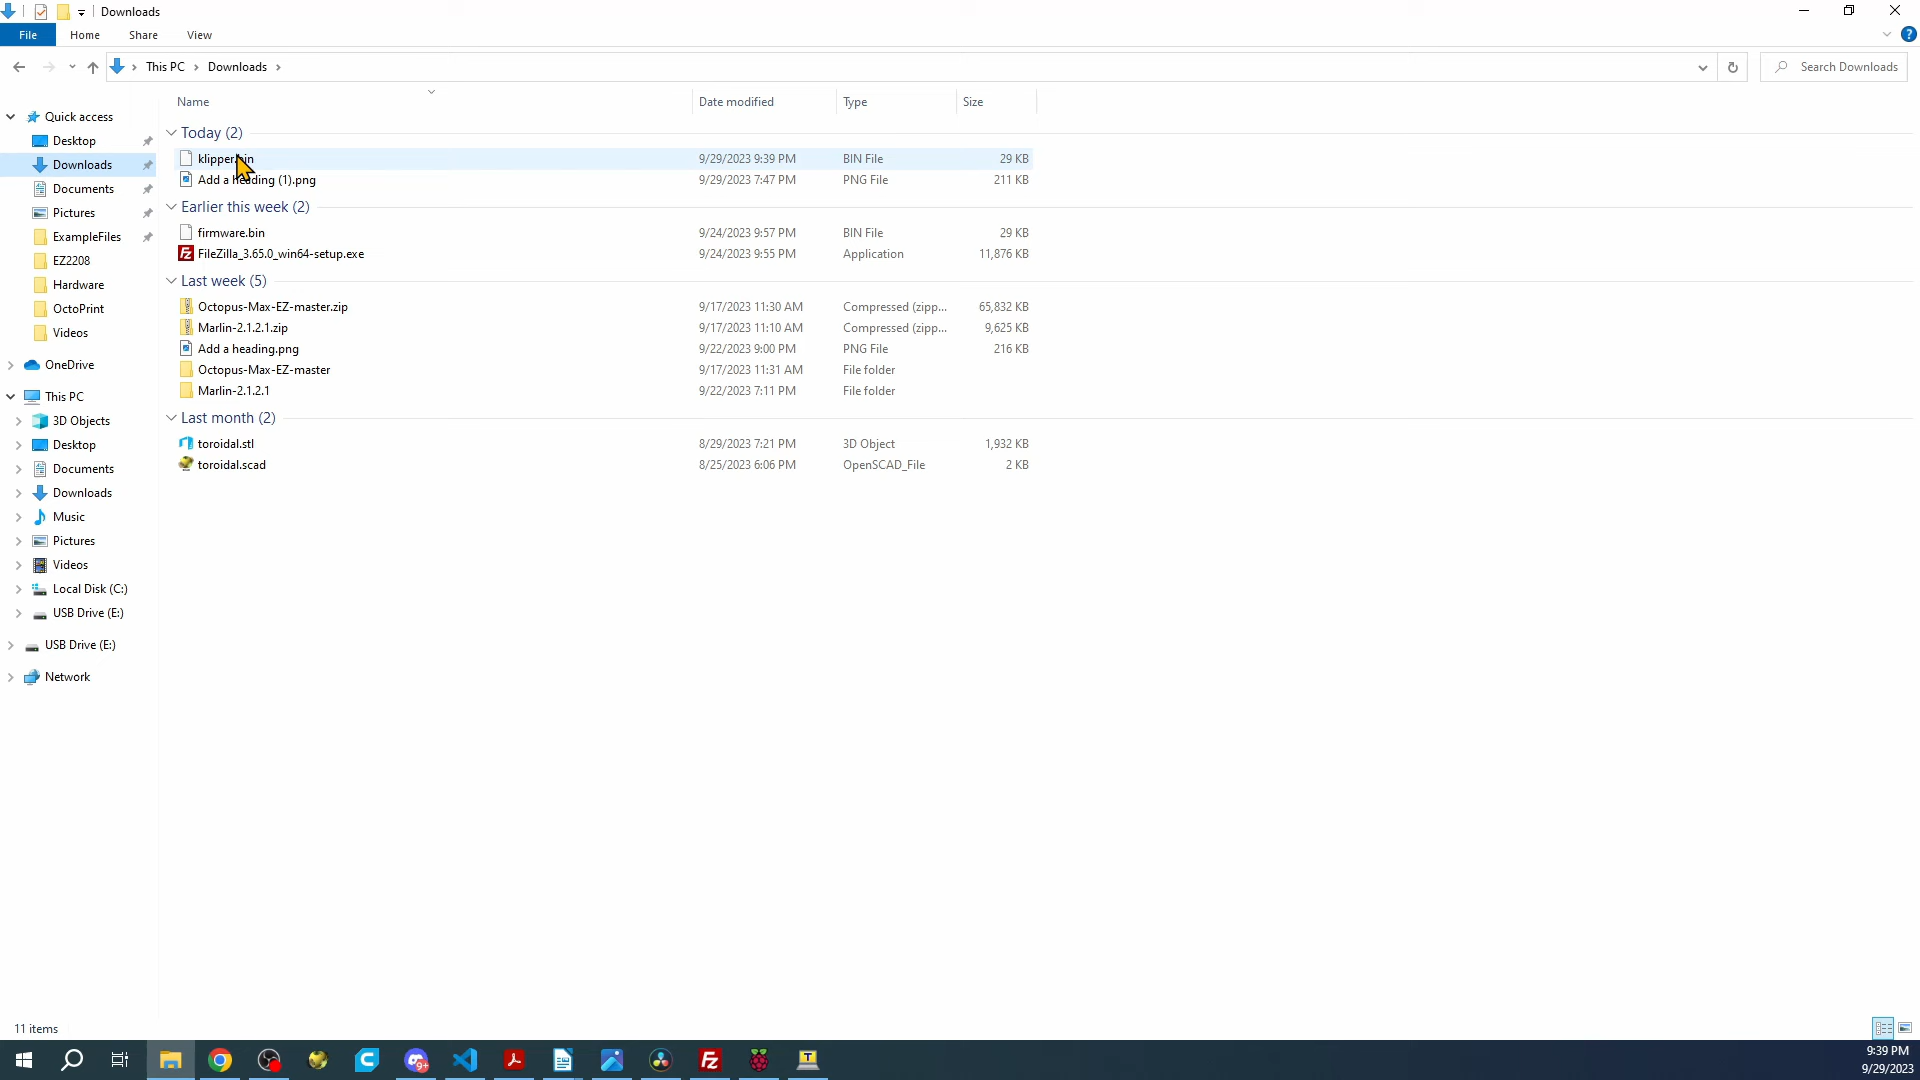 Downloads
File Home Share View
This PC Downloads
Search Downloads
Name Date modified Type Size
Quick access
Desktop
Downloads
Documents
Pictures
ExampleFiles
EZ2208
Hardware
OctoPrint
Videos
OneDrive
This PC
3D Objects
Desktop
Documents
Downloads
Music
Pictures
Videos
Local Disk (C:)
USB Drive (E:)
USB Drive (E:)
Network
Today (2)
klipper.bin 9/29/2023 9:39 PM BIN File 29 KB
Add a heading (1).png 9/29/2023 7:47 PM PNG File 211 KB
Earlier this week (2)
firmware.bin 9/24/2023 9:57 PM BIN File 29 KB
FileZilla_3.65.0_win64-setup.exe 9/24/2023 9:55 PM Application 11,876 KB
Last week (5)
Octopus-Max-EZ-master.zip 9/17/2023 11:30 AM Compressed (zipp... 65,832 KB
Marlin-2.1.2.1.zip 9/17/2023 11:10 AM Compressed (zipp... 9,625 KB
Add a heading.png 9/22/2023 9:00 PM PNG File 216 KB
Octopus-Max-EZ-master 9/17/2023 11:31 AM File folder
Marlin-2.1.2.1 9/22/2023 7:11 PM File folder
Last month (2)
toroidal.stl 8/29/2023 7:21 PM 3D Object 1,932 KB
toroidal.scad 8/25/2023 6:06 PM OpenSCAD_File 2 KB
11 items
9:39 PM
9/29/2023